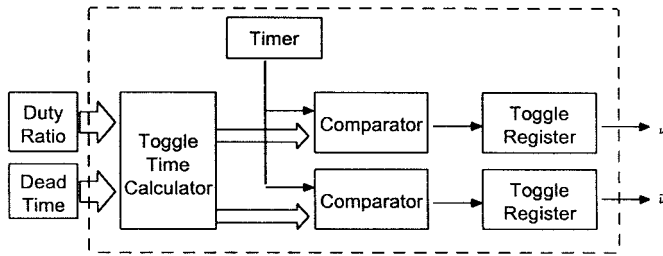 Timer
Duty
Ratio
Toggle
Time
Calculator
Comparator
Toggle
Register
Dead
Time
Comparator
Toggle
Register